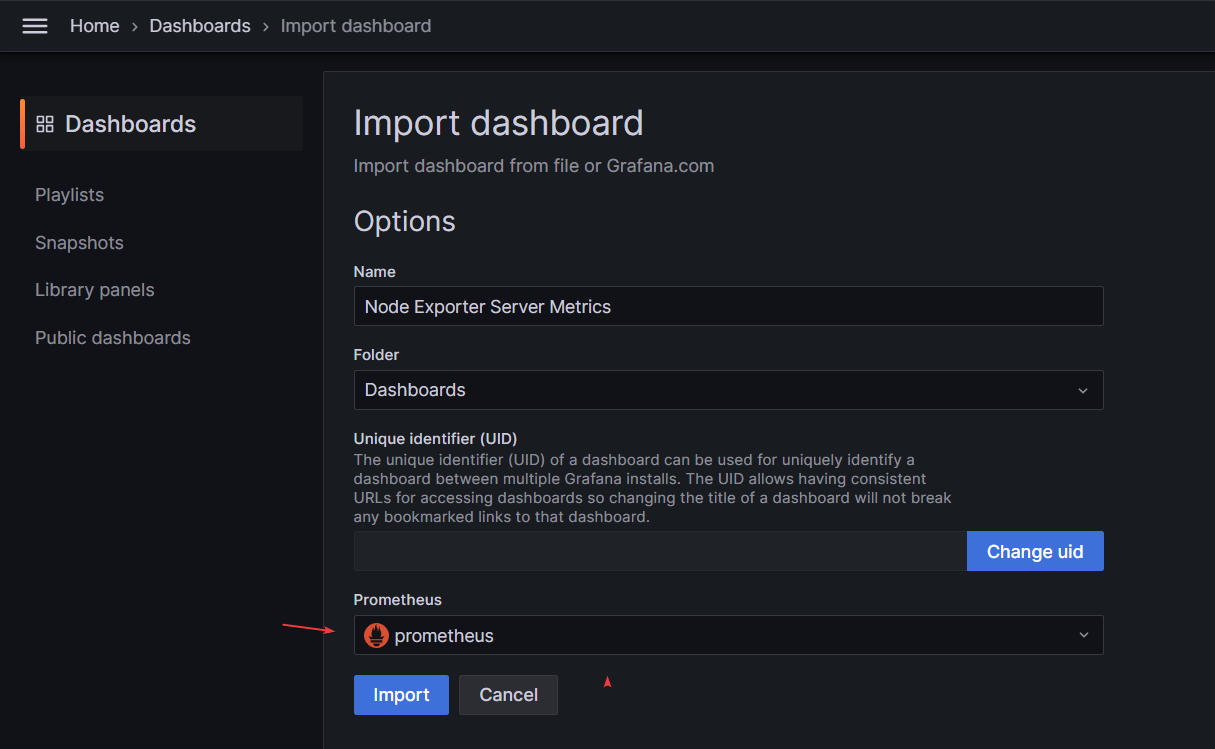 Home › Dashboards › Import dashboard
Dashboards
Playlists
Snapshots
Library panels
Public dashboards
Import dashboard
Import dashboard from file or Grafana.com
Options
Name
Node Exporter Server Metrics
Folder
Dashboards
Unique identifier (UID)
The unique identifier (UID) of a dashboard can be used for uniquely identify a
dashboard between multiple Grafana installs. The UID allows having consistent
URLs for accessing dashboards so changing the title of a dashboard will not break
any bookmarked links to that dashboard.
Change uid
Prometheus
prometheus
Import Cancel